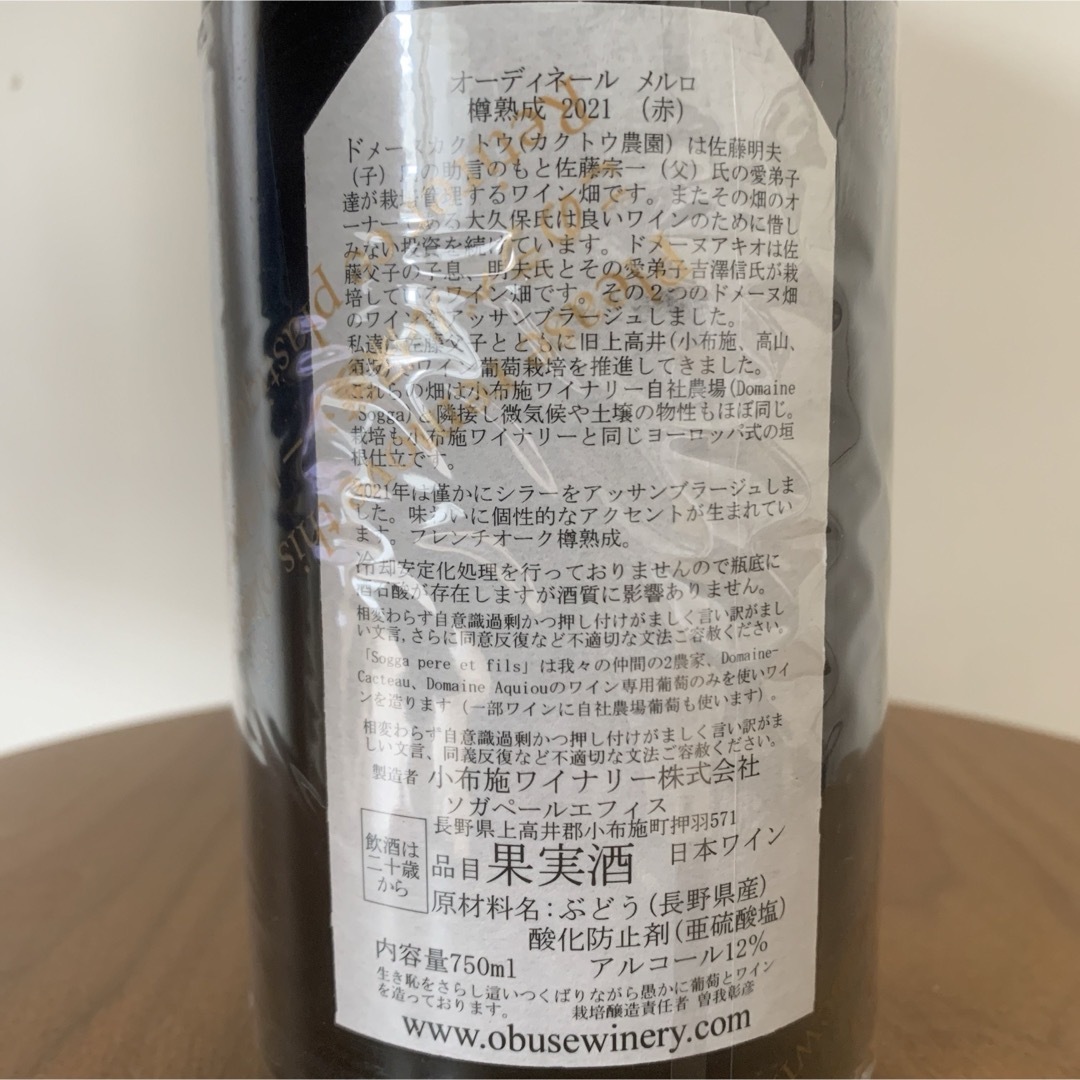 オーディネール メルロ
樽熟成 2021 (赤)
ドメーヌカクトウ(カクトウ農園) は佐藤明夫
(子) 氏の助言のもと佐藤宗一 (父) 氏の愛弟子
達が栽培管理するワイン畑です。またその畑のオ
ーナーである大久保氏は良いワインのために惜し
みない投資を続けています。ドメーヌアキオは佐
藤父子の子息、明夫氏とその愛弟子吉澤信氏が栽
培しているワイン畑です。その2つのドメーヌ畑
のワインをアッサンブラージュしました。
私達は佐藤父子とともに旧上高井(小布施、高山、
須坂)でワイン葡萄栽培を推進してきました。
これらの畑は小布施ワイナリー自社農場(Domaine
Sogga)と隣接し微気候や土壌の物性もほぼ同じ。
栽培も小布施ワイナリーと同じヨーロッパ式の垣
根仕立です。
2021年は僅かにシラーをアッサンブラージュしま
した。味わいに個性的なアクセントが生まれてい
ます。フレンチオーク樽熟成。
冷却安定化処理を行っておりませんので瓶底に
酒石酸が存在しますが酒質に影響ありません。
相変わらず自意識過剰かつ押し付けがましく言い訳がまし
い文言,さらに同意反復など不適切な文法ご容赦ください。
「Sogga pere et fils」は我々の仲間の2農家、Domaine-
Cacteau、Domaine Aquiouのワイン専用葡萄のみを使いワイ
ンを造ります (一部ワインに自社農場葡萄も使います)。
相変わらず自意識過剰かつ押し付けがましく言い訳がま
しい文言、同義反復など不適切な文法ご容赦ください。
製造者 小布施ワイナリー株式会社
ソガペールエフィス
長野県上高井郡小布施町押羽571
飲酒は
二十歳
から
品目果実酒 日本ワイン
原材料名:ぶどう(長野県産)
酸化防止剤(亜硫酸塩)
内容量750ml アルコール12%
生き恥をさらし這いつくばりながら愚かに葡萄とワイン
を造っております。 栽培醸造責任者 曽我彰彦
www.obusewinery.com